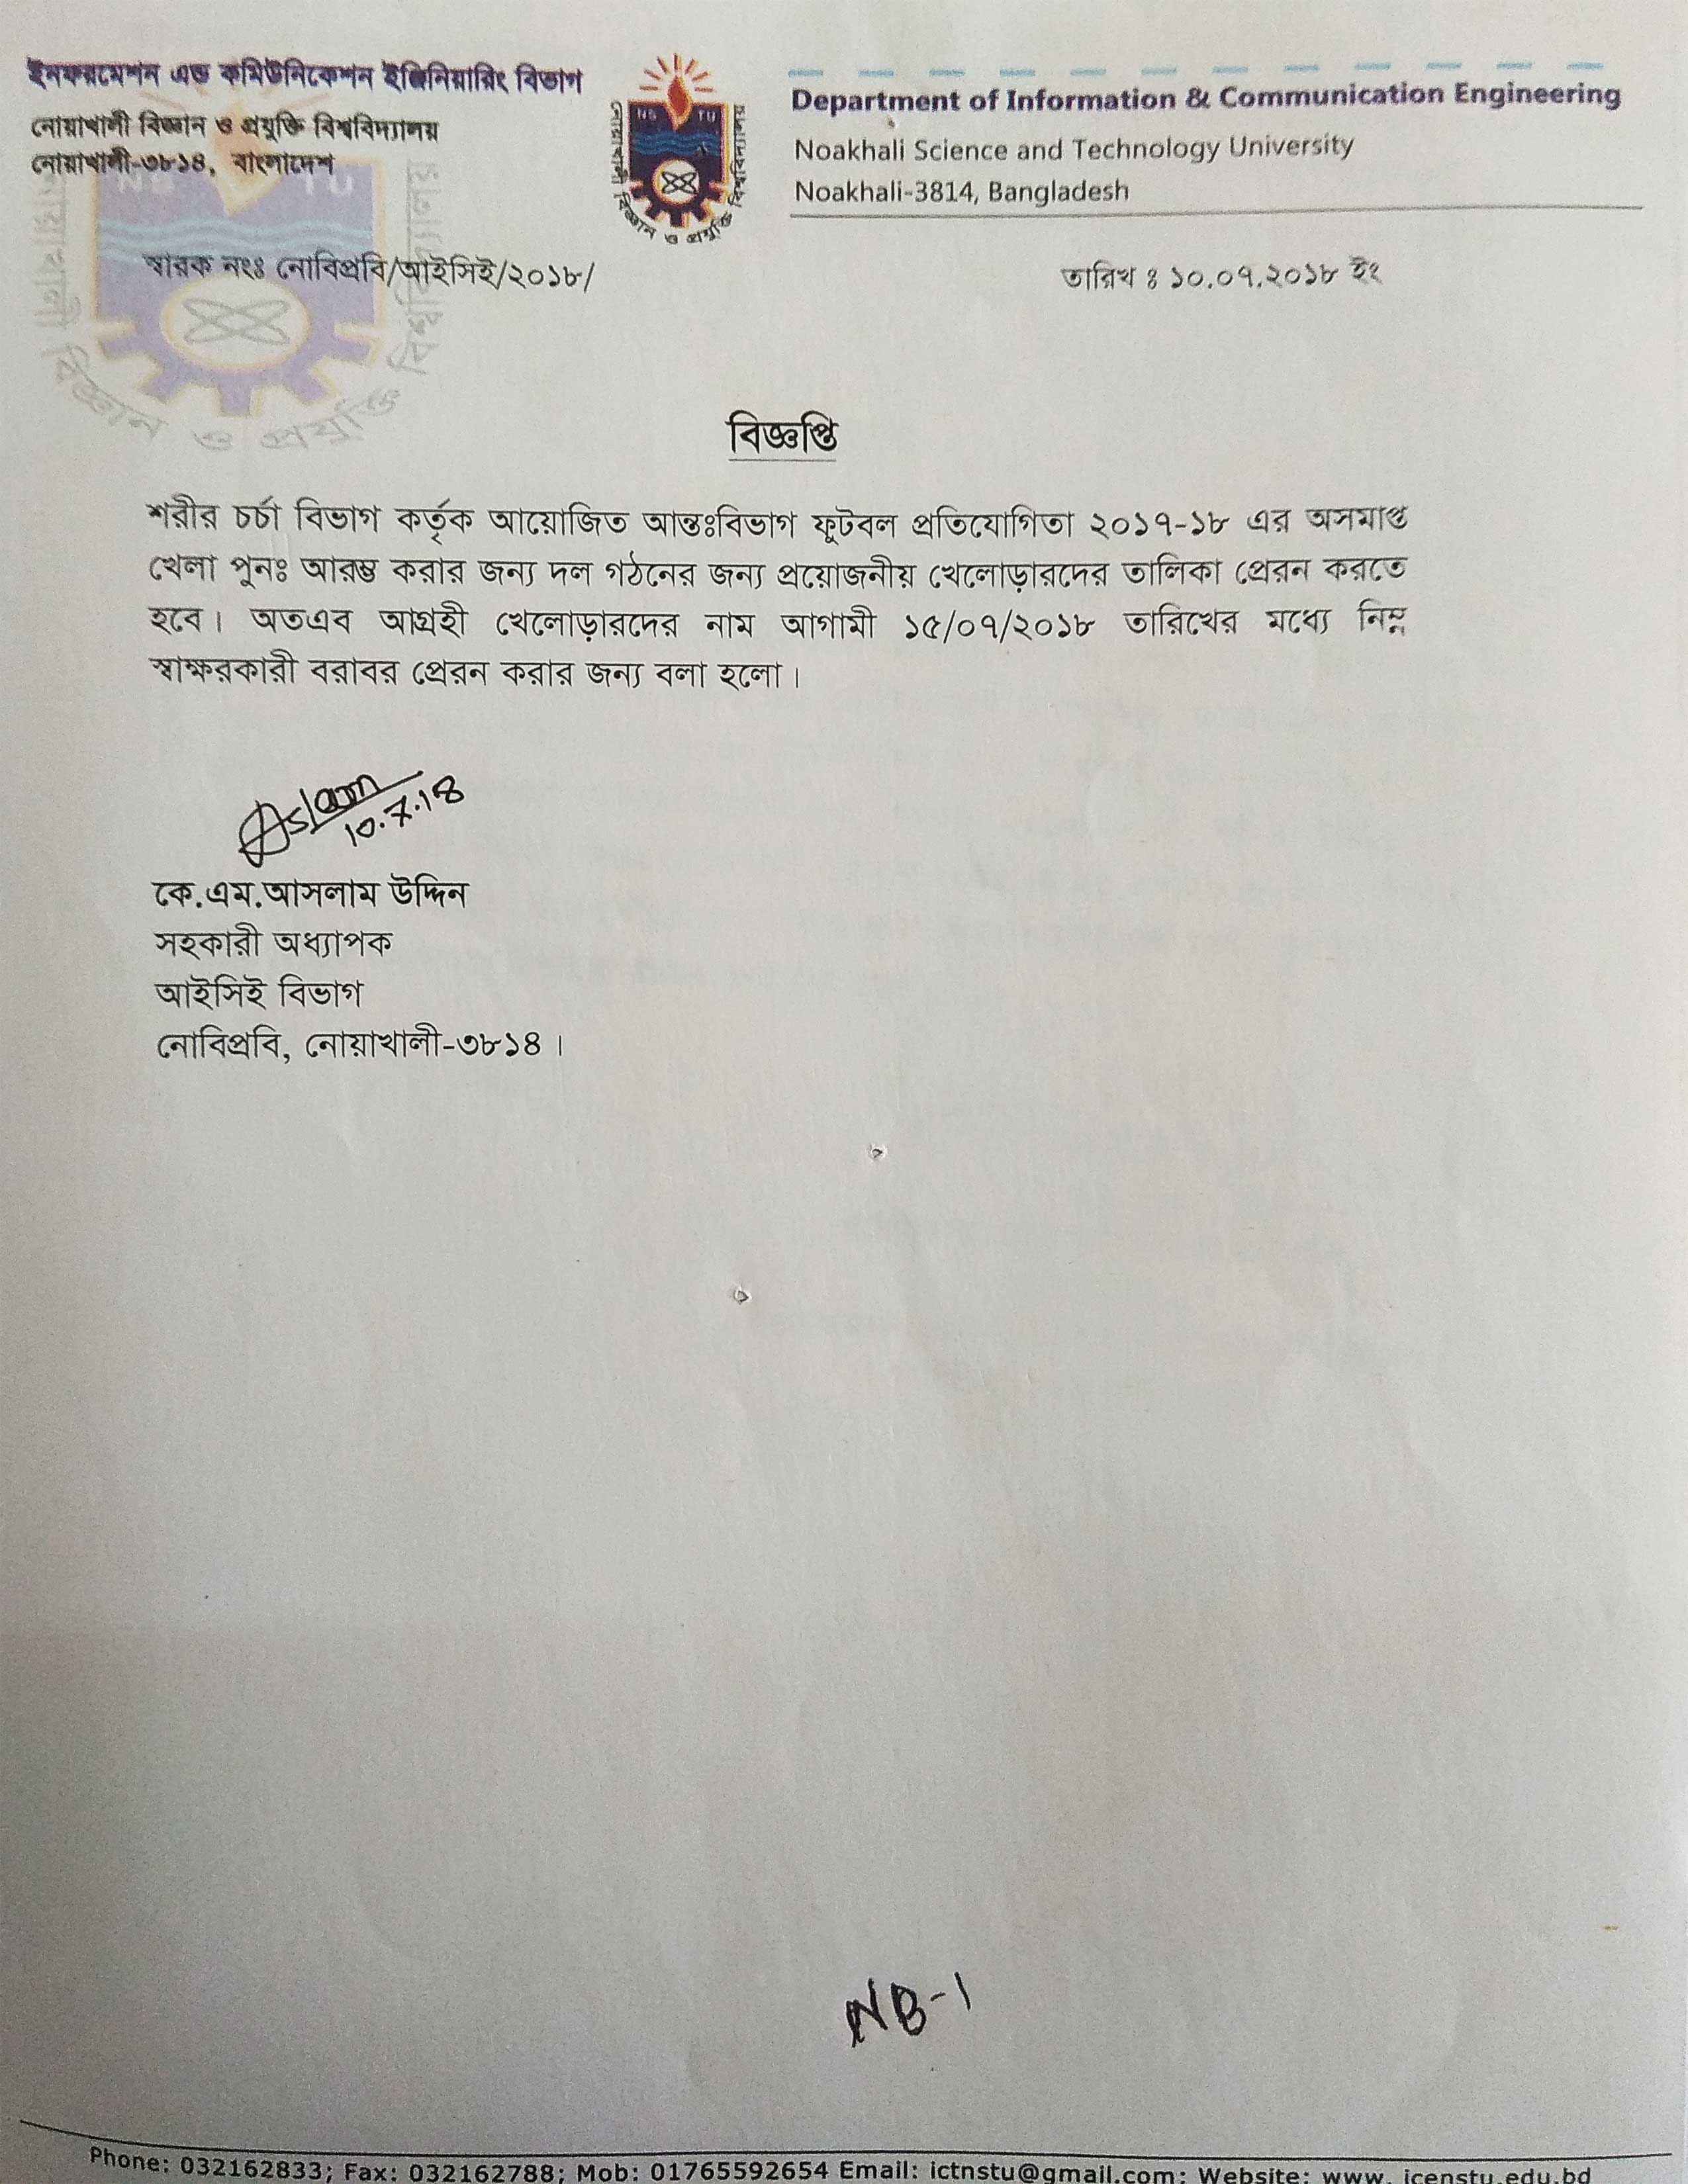 ইনফরমেশন এন্ড কমিউনিকেশন ইঞ্জিনিয়ারিং বিভাগ
নোয়াখালী বিজ্ঞান ও প্রযুক্তি বিশ্ববিদ্যালয়
নোয়াখালী-৩৮১৪, বাংলাদেশ
NS TU
নোয়াখালী বিজ্ঞান ও প্রযুক্তি বিশ্ববিদ্যালয়
Department of Information & Communication Engineering
Noakhali Science and Technology University
Noakhali-3814, Bangladesh
স্বারক নংঃ নোবিপ্রবি/আইসিই/২০১৮/
তারিখ ঃ ১০.০৭.২০১৮ ইং
বিজ্ঞপ্তি
শরীর চর্চা বিভাগ কর্তৃক আয়োজিত আন্তঃবিভাগ ফূটবল প্রতিযোগিতা ২০১৭-১৮ এর অসমাপ্ত
খেলা পুনঃ আরম্ভ করার জন্য দল গঠনের জন্য প্রয়োজনীয় খেলোড়ারদের তালিকা প্রেরন করতে
হবে। অতএব আগ্রহী খেলোড়ারদের নাম আগামী ১৫/০৭/২০১৮ তারিখের মধ্যে নিম্ন
স্বাক্ষরকারী বরাবর প্রেরন করার জন্য বলা হলো।
Aslam
10.7.18
কে.এম.আসলাম উদ্দিন
সহকারী অধ্যাপক
আইসিই বিভাগ
নোবিপ্রবি, নোয়াখালী-৩৮১৪।
NB-1
Phone: 032162833; Fax: 032162788; Mob: 01765592654 Email: ictnstu@gmail.com; Website: www. icenstu.edu.bd